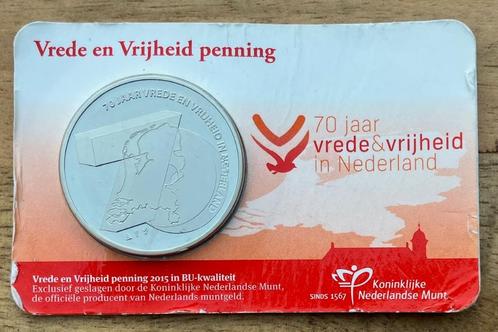 Vrede en Vrijheid penning
70 JAAR VREDE EN VRIJHEID IN NEDERLAND
70
70 jaar
vrede&vrijheid
in Nederland
Vrede en Vrijheid penning 2015 in BU-kwaliteit
Exclusief geslagen door de Koninklijke Nederlandse Munt,
de officiële producent van Nederlands muntgeld.
SINDS 1567
Koninklijke
Nederlandse Munt